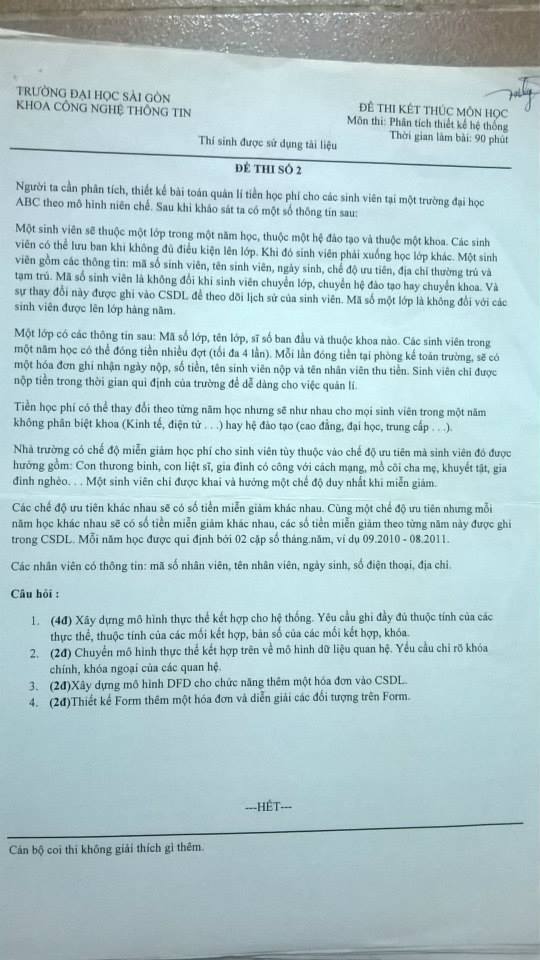 TRƯỜNG ĐẠI HỌC SÀI GÒN
KHOA CÔNG NGHỆ THÔNG TIN
ĐỀ THI KẾT THÚC MÔN HỌC
Môn thi: Phân tích thiết kế hệ thống
Thời gian làm bài: 90 phút
Thí sinh được sử dụng tài liệu
ĐỀ THI SỐ 2
Người ta cần phân tích, thiết kế bài toán quản lí tiền học phí cho các sinh viên tại một trường đại học
ABC theo mô hình niên chế. Sau khi khảo sát ta có một số thông tin sau:
Một sinh viên sẽ thuộc một lớp trong một năm học, thuộc một hệ đào tạo và thuộc một khoa. Các sinh
viên có thể lưu ban khi không đủ điều kiện lên lớp. Khi đó sinh viên phải xuống học lớp khác. Một sinh
viên gồm các thông tin: mã số sinh viên, tên sinh viên, ngày sinh, chế độ ưu tiên, địa chỉ thường trú và
tạm trú. Mã số sinh viên là không đổi khi sinh viên chuyển lớp, chuyển hệ đào tạo hay chuyển khoa. Và
sự thay đổi này được ghi vào CSDL để theo dõi lịch sử của sinh viên. Mã số một lớp là không đổi với các
sinh viên được lên lớp hàng năm.
Một lớp có các thông tin sau: Mã số lớp, tên lớp, sĩ số ban đầu và thuộc khoa nào. Các sinh viên trong
một năm học có thể đóng tiền nhiều đợt (tối đa 4 lần). Mỗi lần đóng tiền tại phòng kế toán trường, sẽ có
một hóa đơn ghi nhận ngày nộp, số tiền, tên sinh viên nộp và tên nhân viên thu tiền. Sinh viên chỉ được
nộp tiền trong thời gian qui định của trường để dễ dàng cho việc quản lí.
Tiền học phí có thể thay đổi theo từng năm học nhưng sẽ như nhau cho mọi sinh viên trong một năm
không phân biệt khoa (Kinh tế, điện tử . . .) hay hệ đào tạo (cao đẳng, đại học, trung cấp . . .).
Nhà trường có chế độ miễn giảm học phí cho sinh viên tùy thuộc vào chế độ ưu tiên mà sinh viên đó được
hưởng gồm: Con thương binh, con liệt sĩ, gia đình có công với cách mạng, mồ côi cha mẹ, khuyết tật, gia
đình nghèo. . . Một sinh viên chỉ được khai và hưởng một chế độ duy nhất khi miễn giảm.
Các chế độ ưu tiên khác nhau sẽ có số tiền miễn giảm khác nhau. Cùng một chế độ ưu tiên nhưng mỗi
năm học khác nhau sẽ có số tiền miễn giảm khác nhau, các số tiền miễn giảm theo từng năm này được ghi
trong CSDL. Mỗi năm học được qui định bởi 02 cặp số tháng.năm, ví dụ 09.2010 - 08.2011.
Các nhân viên có thông tin: mã số nhân viên, tên nhân viên, ngày sinh, số điện thoại, địa chỉ.
Câu hỏi :
1. (4đ) Xây dựng mô hình thực thể kết hợp cho hệ thống. Yêu cầu ghi đầy đủ thuộc tính của các
thực thể, thuộc tính của các mối kết hợp, bản số của các mối kết hợp, khóa.
2. (2đ) Chuyển mô hình thực thể kết hợp trên về mô hình dữ liệu quan hệ. Yêu cầu chỉ rõ khóa
chính, khóa ngoại của các quan hệ.
3. (2đ)Xây dựng mô hình DFD cho chức năng thêm một hóa đơn vào CSDL.
4. (2đ)Thiết kế Form thêm một hóa đơn và diễn giải các đối tượng trên Form.
---HẾT---
Cán bộ coi thi không giải thích gì thêm.